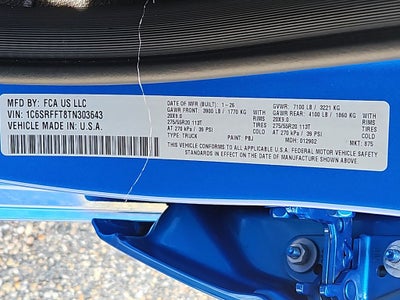 MFD BY: FCA US LLC
VIN: 1C6SRFFT8TN303643
VEHICLE MADE IN: U.S.A.
DATE OF MFR (BUILT): 1-26
GAWR FRONT: 3900 LB / 1770 KG WITH
20X9.0 RIMS
275/55R20 113T TIRES
AT 270 kPa / 39 PSI COLD
TYPE: TRUCK PAINT: PBJ
GVWR: 7100 LB / 3221 KG
GAWR REAR: 4100 LB / 1860 KG WITH
20X9.0 RIMS
275/55R20 113T TIRES
AT 270 kPa / 39 PSI COLD
MDH: 012902 MKT: 875
THIS VEHICLE CONFORMS TO ALL APPLICABLE U.S.A. FEDERAL MOTOR VEHICLE SAFETY
STANDARDS IN EFFECT ON THE DATE OF MANUFACTURE SHOWN ABOVE.